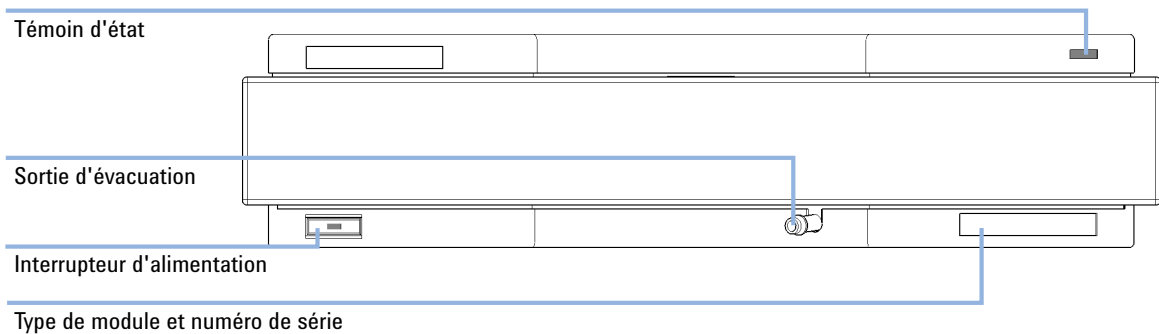 Témoin d'état
Sortie d'évacuation
Interrupteur d'alimentation
Type de module et numéro de série